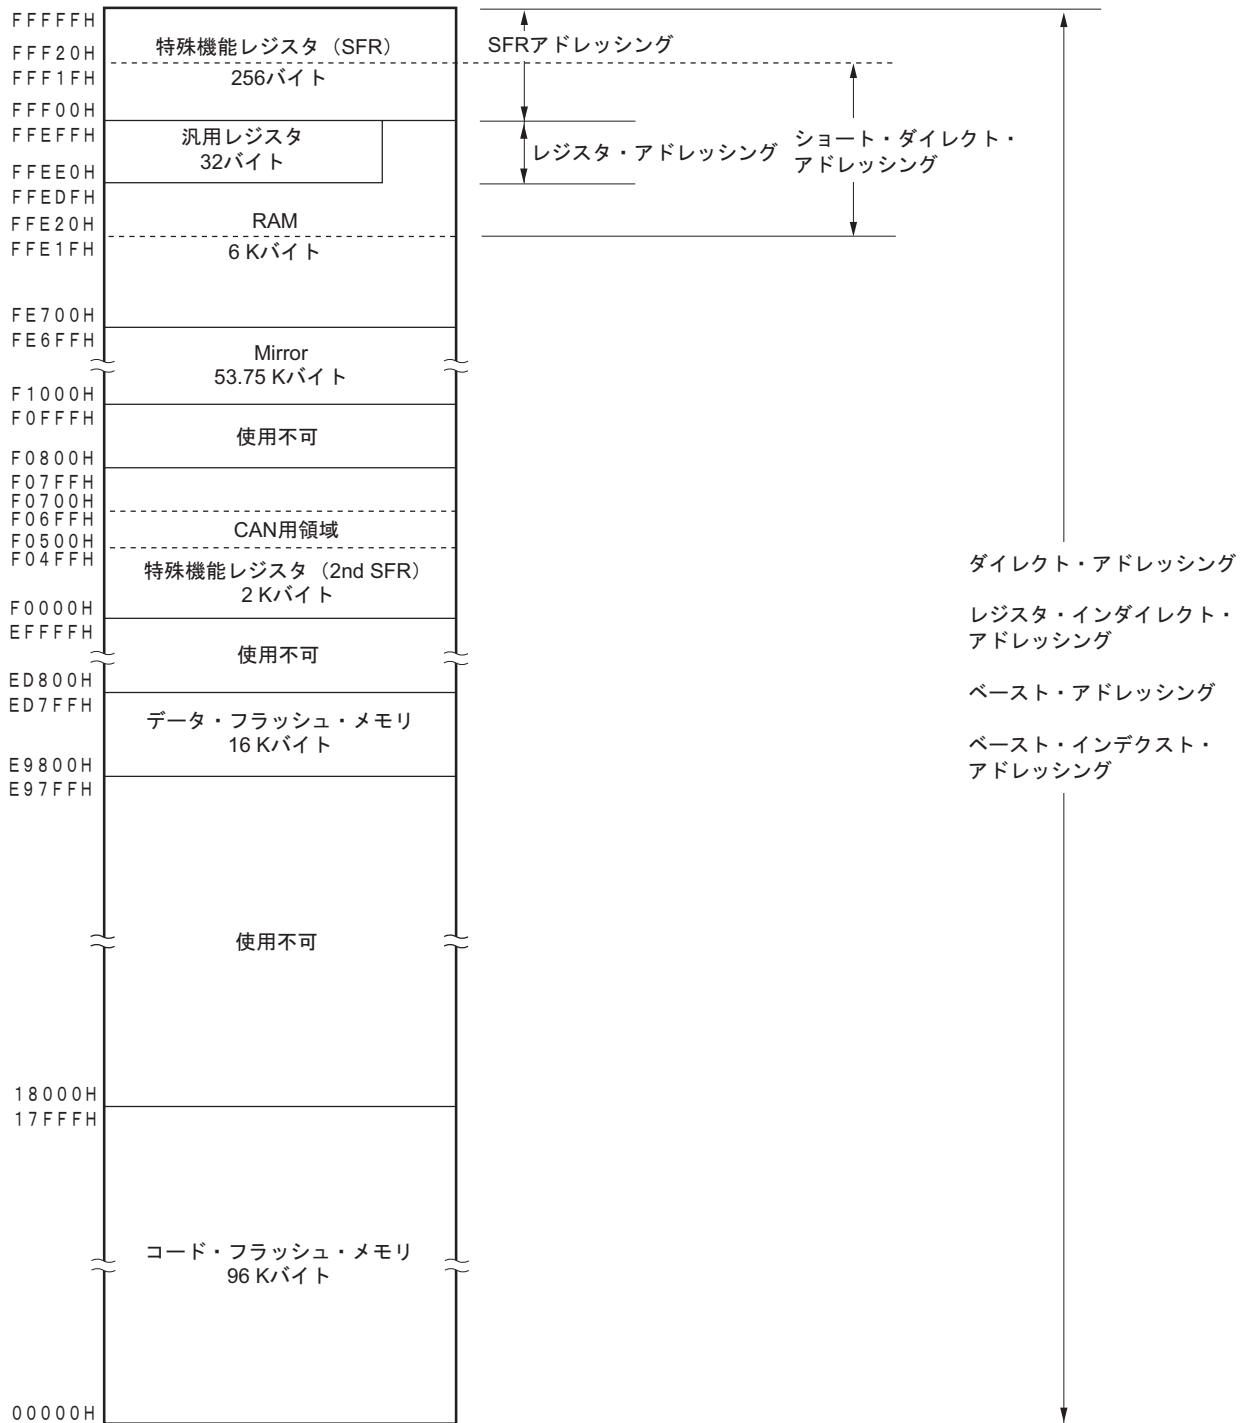 FFFFFH
特殊機能レジスタ（SFR）
SFRアドレッシング
FFF20H
FFF1FH
256バイト
FFF00H
FFEFFH
汎用レジスタ
32バイト
レジスタ・アドレッシング
ショート・ダイレクト・
アドレッシング
FFEE0H
FFEDFH
FFE20H
RAM
FFE1FH
6 Kバイト
FE700H
FE6FFH
Mirror
53.75 Kバイト
F1000H
F0FFFH
使用不可
F0800H
F07FFH
F0700H
F06FFH
CAN用領域
F0500H
F04FFH
特殊機能レジスタ（2nd SFR）
2 Kバイト
F0000H
EFFFFH
使用不可
ED800H
ED7FFH
データ・フラッシュ・メモリ
16 Kバイト
E9800H
E97FFH
ダイレクト・アドレッシング
レジスタ・インダイレクト・
アドレッシング
ベースト・アドレッシング
ベースト・インデクスト・
アドレッシング
使用不可
18000H
17FFFH
コード・フラッシュ・メモリ
96 Kバイト
00000H